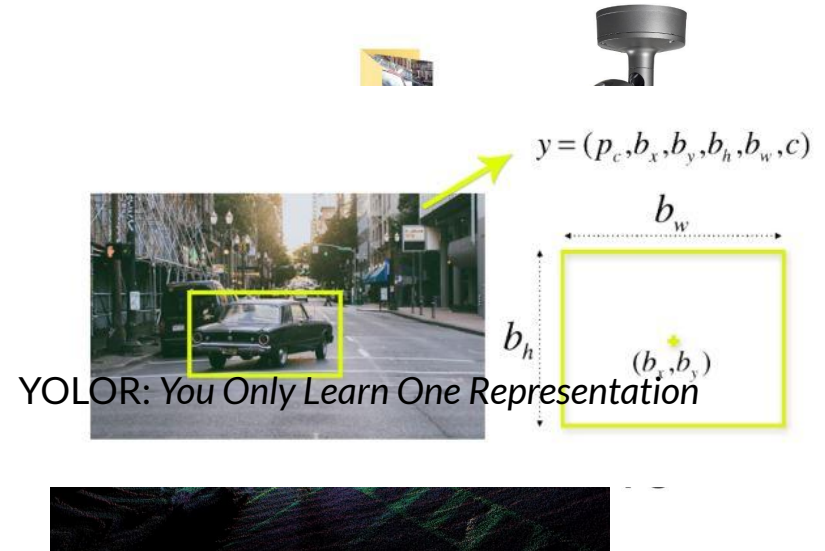 y = (p_c, b_x, b_y, b_h, b_w, c)
b_w
b_h
(b_x, b_y)
YOLOR: You Only Learn One Representation